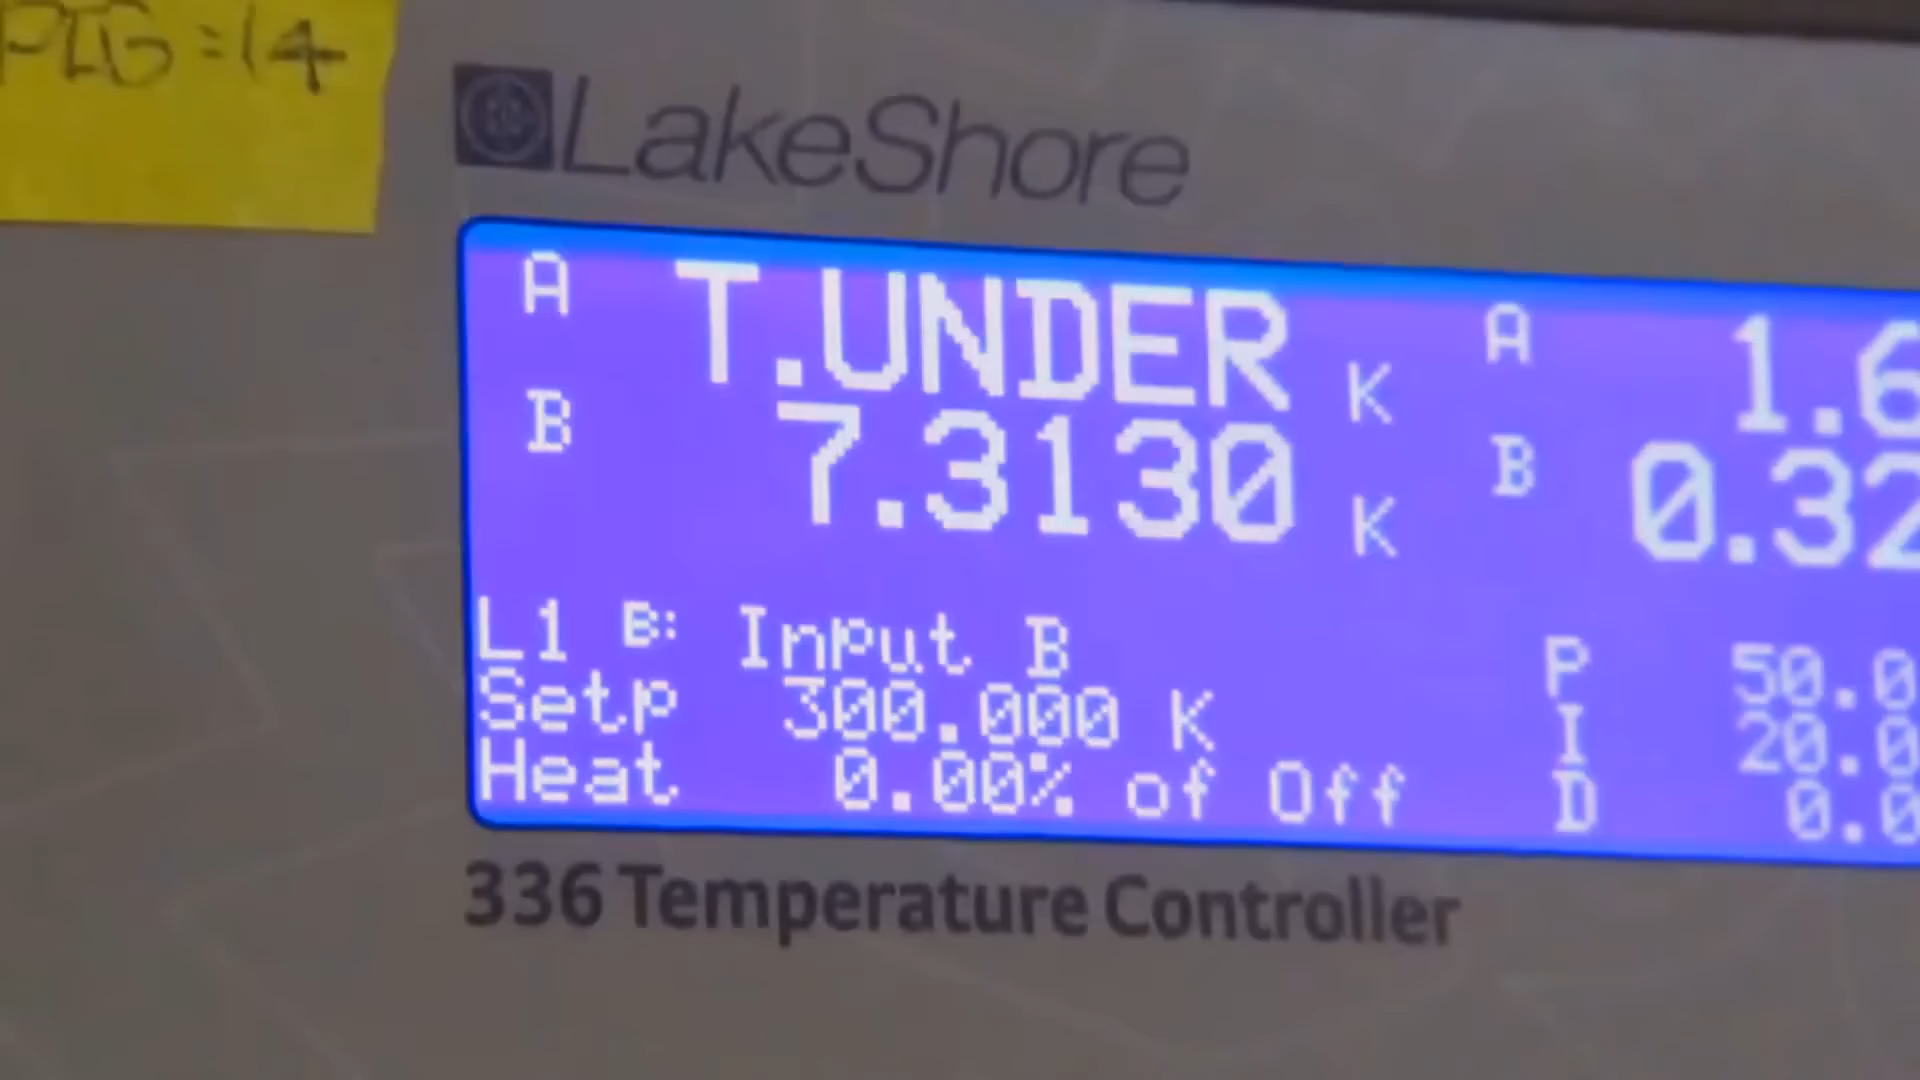 =14
LakeShore
A T.UNDER K A 1.6
B 7.3130 K B 0.32
L1 B: Input B P 50.0
Setp 300.000 K I 20.0
Heat 0.00% of Off D 0.0
336 Temperature Controller